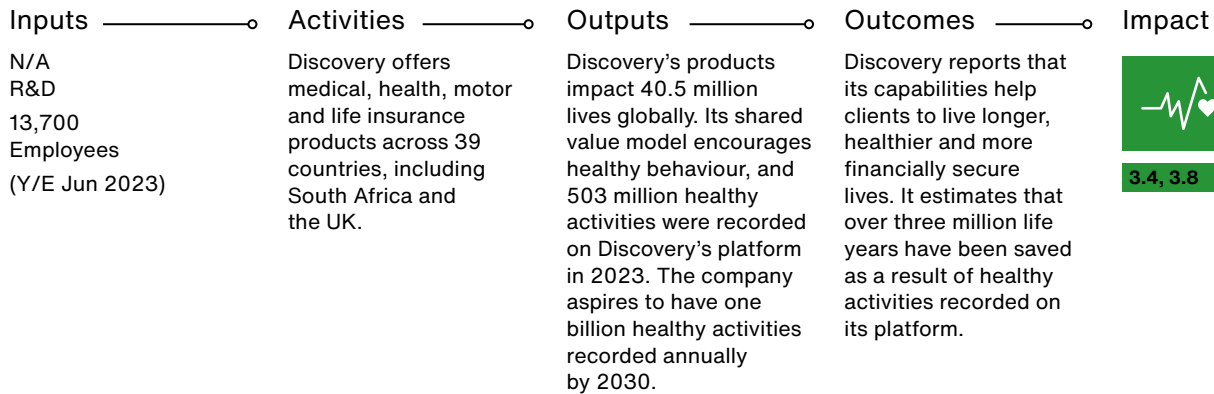 Inputs
N/A
R&D
13,700
Employees
(Y/E Jun 2023)
Activities
Discovery offers
medical, health, motor
and life insurance
products across 39
countries, including
South Africa and
the UK.
Outputs
Discovery's products
impact 40.5 million
lives globally. Its shared
value model encourages
healthy behaviour, and
503 million healthy
activities were recorded
on Discovery's platform
in 2023. The company
aspires to have one
billion healthy activities
recorded annually
by 2030.
Outcomes
Discovery reports that
its capabilities help
clients to live longer,
healthier and more
financially secure
lives. It estimates that
over three million life
years have been saved
as a result of healthy
activities recorded on
its platform.
Impact
3.4, 3.8